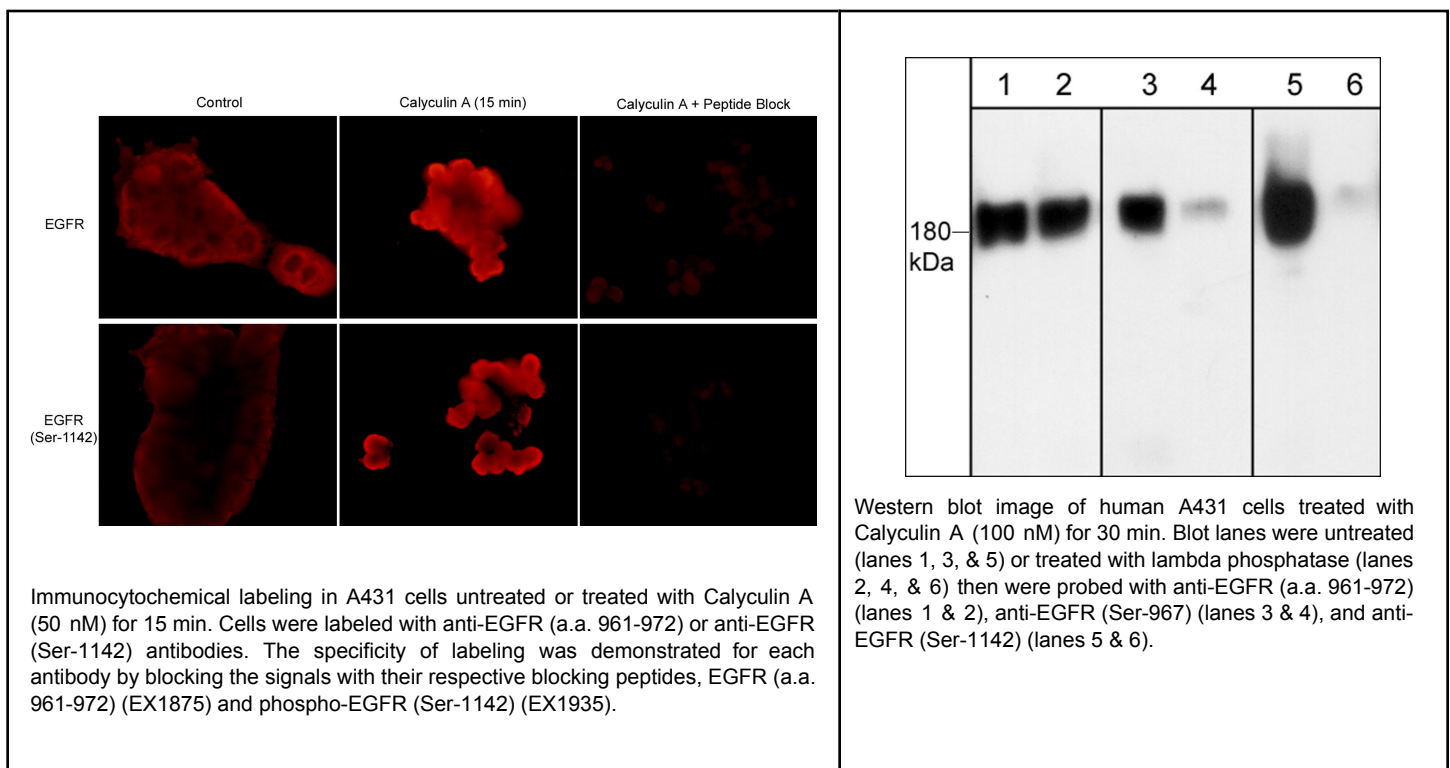 Control
Calyculin A (15 min)
Calyculin A + Peptide Block
EGFR
EGFR
(Ser-1142)
Immunocytochemical labeling in A431 cells untreated or treated with Calyculin A
(50 nM) for 15 min. Cells were labeled with anti-EGFR (a.a. 961-972) or anti-EGFR
(Ser-1142) antibodies. The specificity of labeling was demonstrated for each
antibody by blocking the signals with their respective blocking peptides, EGFR (a.a.
961-972) (EX1875) and phospho-EGFR (Ser-1142) (EX1935).
1 2 3 4 5 6
180
kDa
Western blot image of human A431 cells treated with
Calyculin A (100 nM) for 30 min. Blot lanes were untreated
(lanes 1, 3, & 5) or treated with lambda phosphatase (lanes
2, 4, & 6) then were probed with anti-EGFR (a.a. 961-972)
(lanes 1 & 2), anti-EGFR (Ser-967) (lanes 3 & 4), and anti-
EGFR (Ser-1142) (lanes 5 & 6).